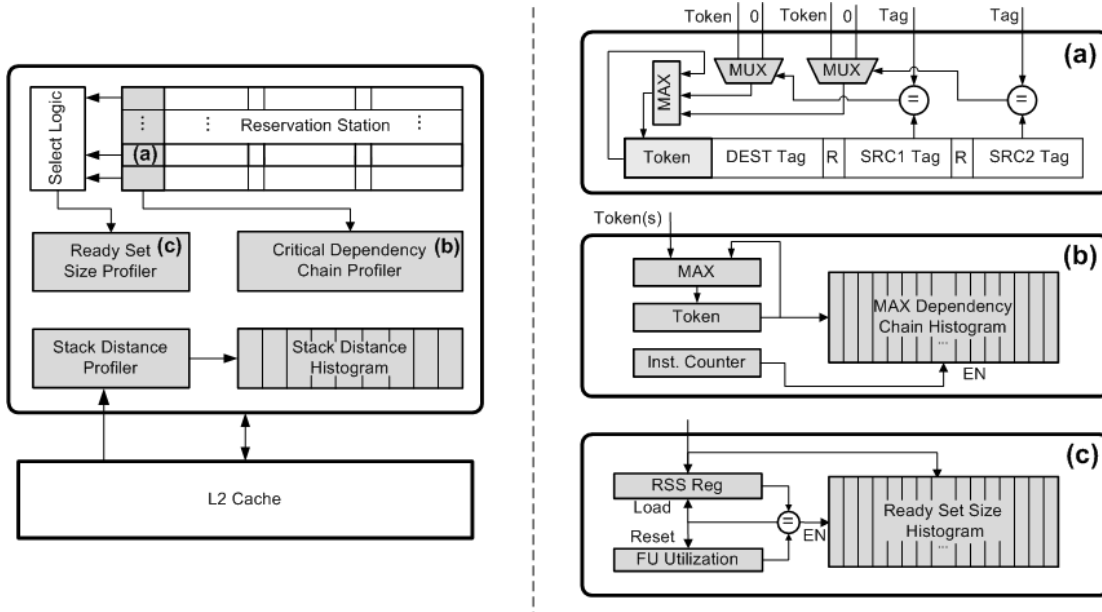 Select Logic
⋮ ⋮ Reservation Station ⋮
(a)
Ready Set
Size Profiler
(c)
Critical Dependency
Chain Profiler
(b)
Stack Distance
Profiler
Stack Distance
Histogram
L2 Cache
Token 0 Token 0 Tag Tag
(a)
MUX MUX
MAX
= =
Token DEST Tag R SRC1 Tag R SRC2 Tag
Token(s)
(b)
MAX
Token
MAX Dependency
Chain Histogram
...
Inst. Counter
EN
(c)
RSS Reg
Load
=
EN
Reset
FU Utilization
Ready Set Size
Histogram
...